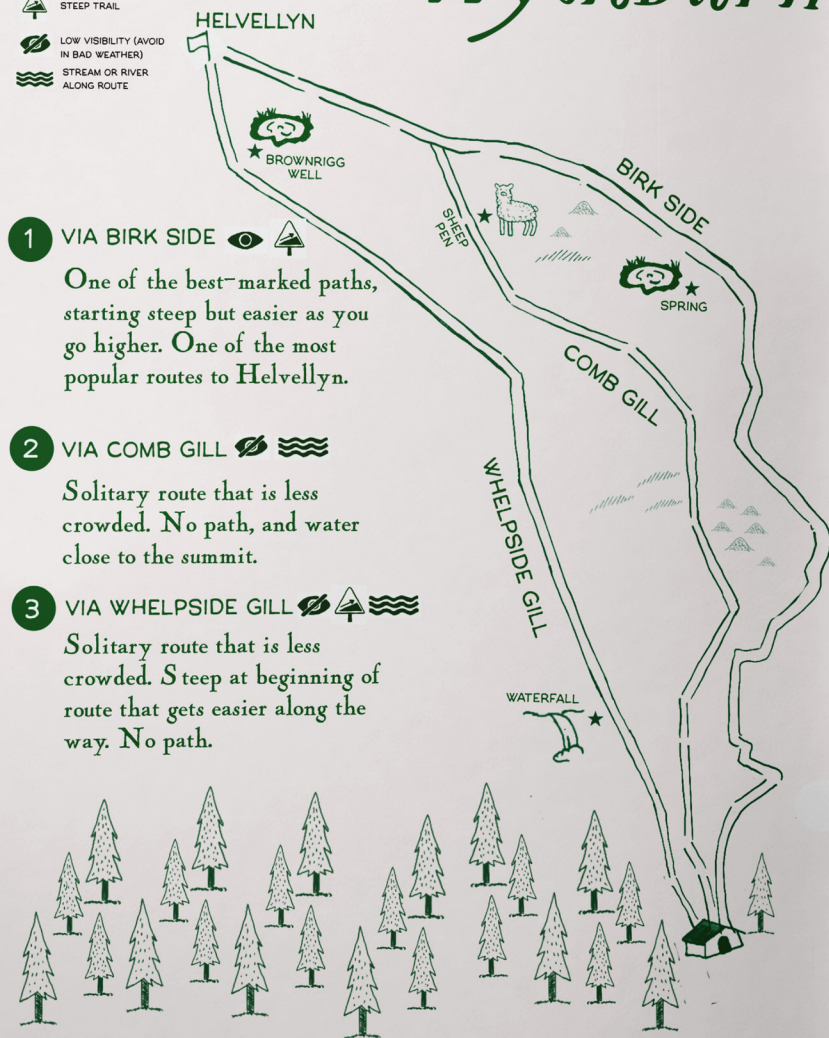 STEEP TRAIL
LOW VISIBILITY (AVOID
IN BAD WEATHER)
STREAM OR RIVER
ALONG ROUTE
HELVELLYN
BROWNRIGG
WELL
SHEEP
PEN
BIRK SIDE
SPRING
COMB GILL
WHELPSIDE GILL
WATERFALL
1 VIA BIRK SIDE
One of the best-marked paths,
starting steep but easier as you
go higher. One of the most
popular routes to Helvellyn.
2 VIA COMB GILL
Solitary route that is less
crowded. No path, and water
close to the summit.
3 VIA WHELPSIDE GILL
Solitary route that is less
crowded. Steep at beginning of
route that gets easier along the
way. No path.